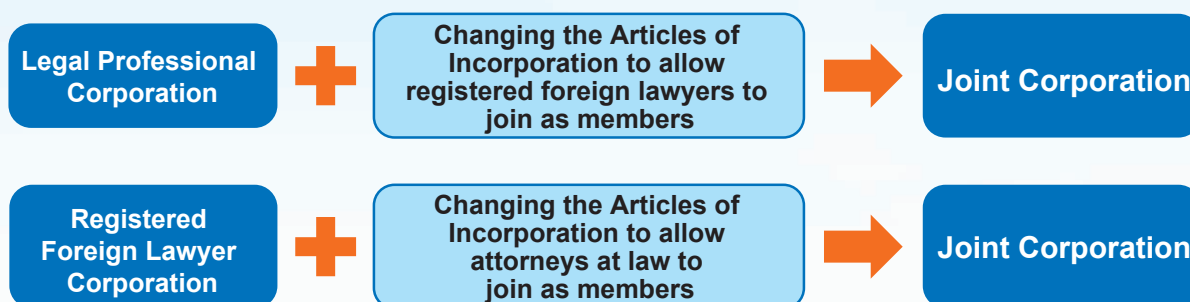 Legal Professional
Corporation
Changing the Articles of
Incorporation to allow
registered foreign lawyers to
join as members
Joint Corporation
Registered
Foreign Lawyer
Corporation
Changing the Articles of
Incorporation to allow
attorneys at law to
join as members
Joint Corporation